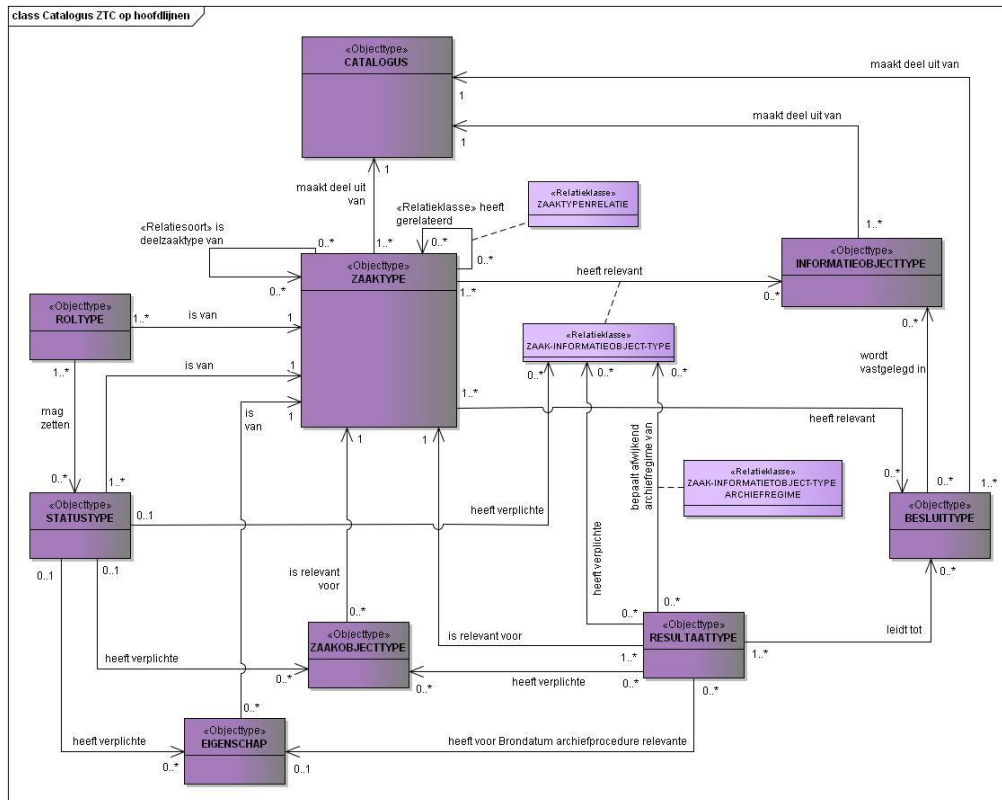 class Catalogus ZTC op hoofdlijnen
«Objecttype»
CATALOGUS
maakt deel uit van
1
maakt deel uit van
1
1
maakt deel uit
van
«Relatieklasse»
ZAAKTYPENRELATIE
«Relatieklasse» heeft
gerelateerd
«Relatiesoort» is
deelzaaktype van
0..*
1..*
0..*
0..*
0..*
1..*
«Objecttype»
ZAAKTYPE
heeft relevant
1..*
0..*
«Objecttype»
INFORMATIEOBJECTTYPE
0..*
«Objecttype»
ROLTYPE
1..*
is van
1
«Relatieklasse»
ZAAK-INFORMATIEOBJECT-TYPE
0..*
0..*
0..*
1..*
is van
1
wordt
vastgelegd in
mag
zetten
is
van
1
1..*
heeft relevant
1
1
bepaalt afwijkend
archiefregime van
«Relatieklasse»
ZAAK-INFORMATIETOBJECT-TYPE
ARCHIEFREGIME
0..*
1..*
0..*
0..*
1..*
«Objecttype»
STATUSTYPE
0..1
heeft verplichte
«Objecttype»
BESLUITTYPE
0..1
0..1
0..*
is relevant
voor
heeft verplichte
0..*
0..*
0..*
«Objecttype»
ZAAKOBJECTTYPE
is relevant voor
«Objecttype»
RESULTAATTYPE
leidt tot
1..*
1..*
heeft verplichte
0..*
0..*
heeft verplichte
0..*
0..*
0..*
«Objecttype»
EIGENSCHAP
heeft verplichte
0..*
heeft voor Brondatum archiefprocedure relevante
0..1